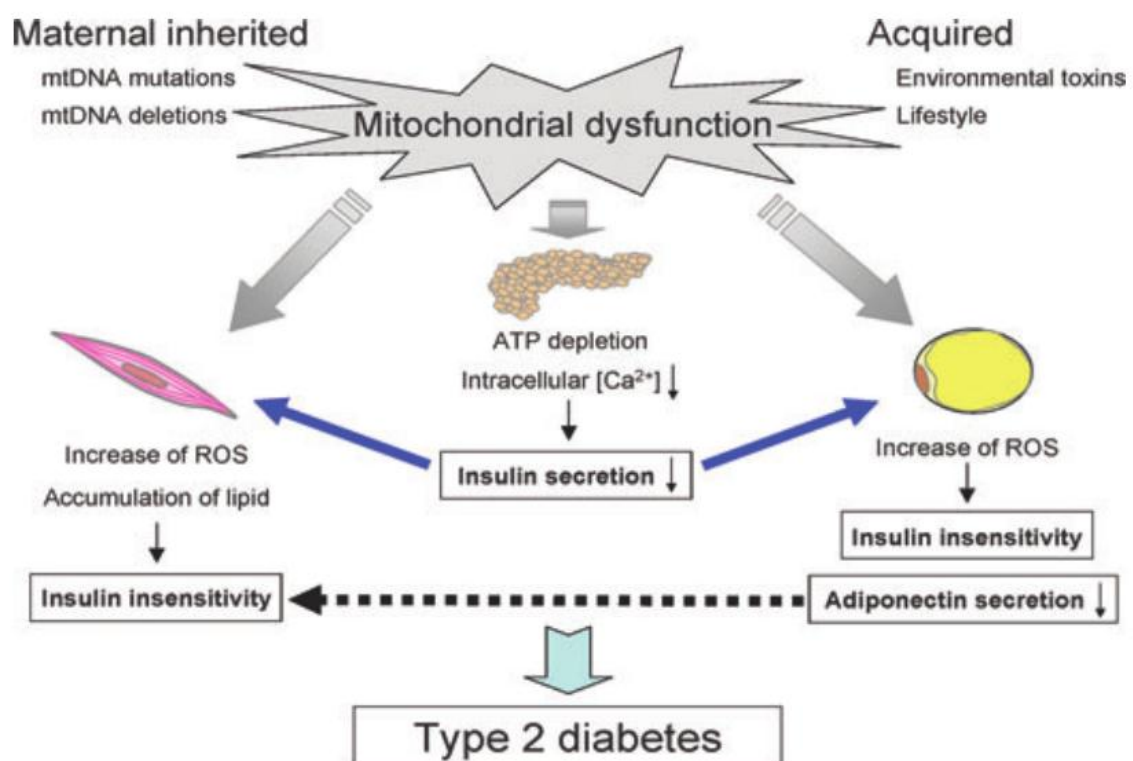 Maternal inherited
mtDNA mutations
mtDNA deletions
Mitochondrial dysfunction
Acquired
Environmental toxins
Lifestyle
ATP depletion
Intracellular [Ca²⁺] ↓
Insulin secretion ↓
Increase of ROS
Accumulation of lipid
Insulin insensitivity
Increase of ROS
Insulin insensitivity
Adiponectin secretion ↓
Type 2 diabetes